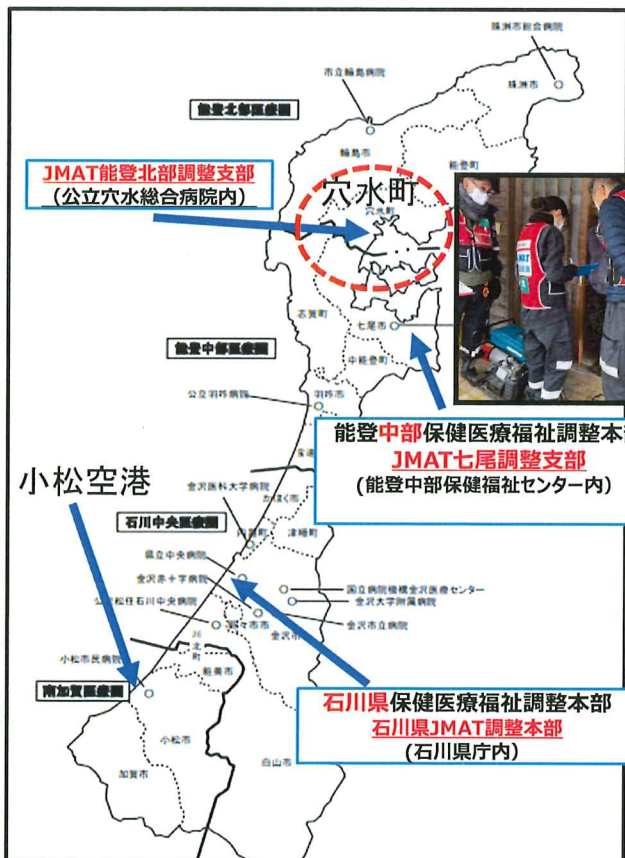 珠洲市総合病院
市立輪島病院
珠洲市
能登北部医療圏
輪島市
能登町
JMAT能登北部調整支部
(公立穴水総合病院内)
穴水町
穴水町
JMAT
志賀町
七尾市
能登中部医療圏
中能登町
公立羽咋病院
羽咋市
能登中部保健医療福祉調整本
JMAT七尾調整支部
(能登中部保健福祉センター内)
小松空港
金沢医科大学病院
かほく市
石川中央医療圏
内灘町
津幡町
県立中央病院
金沢赤十字病院
国立病院機構金沢医療センター
金沢大学附属病院
公立松任石川中央病院
野々市市
金沢市
金沢市立病院
川北町
小松市民病院
能美市
南加賀医療圏
石川県保健医療福祉調整本部
石川県JMAT調整本部
(石川県庁内)
小松市
白山市
加賀市